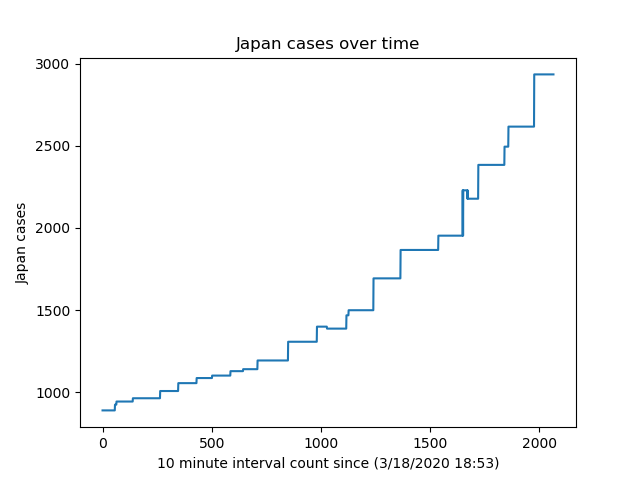 Japan cases over time
3000
2500
2000
1500
1000
Japan cases
0 500 1000 1500 2000
10 minute interval count since (3/18/2020 18:53)